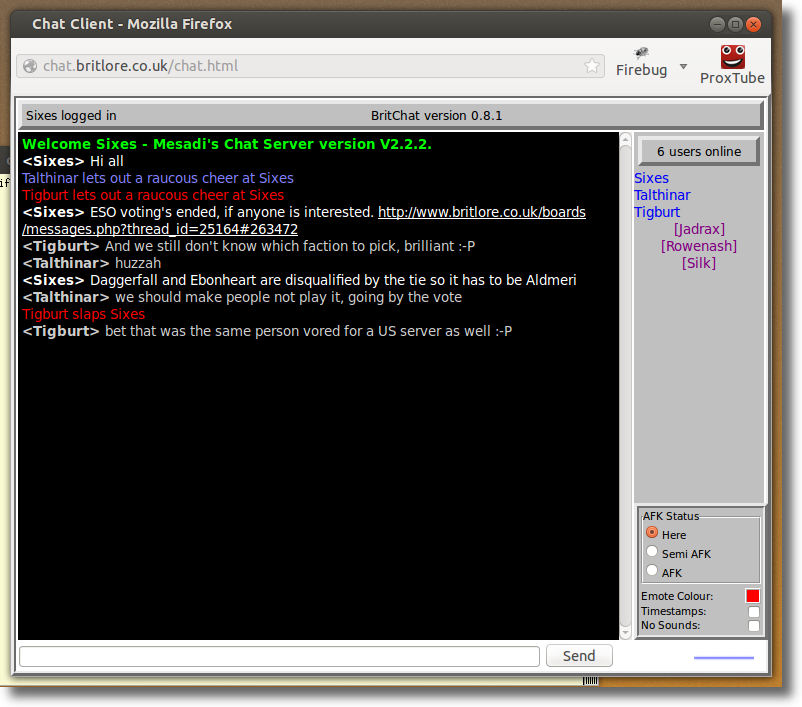 Chat Client - Mozilla Firefox
chat.britlore.co.uk/chat.html
Firebug
ProxTube
Sixes logged in
BritChat version 0.8.1
Welcome Sixes - Mesadi's Chat Server version V2.2.2.
<Sixes> Hi all
Talthinar lets out a raucous cheer at Sixes
Tigburt lets out a raucous cheer at Sixes
<Sixes> ESO voting's ended, if anyone is interested. http://www.britlore.co.uk/boards
/messages.php?thread_id=25164#263472
<Tigburt> And we still don't know which faction to pick, brilliant :-P
<Talthinar> huzzah
<Sixes> Daggerfall and Ebonheart are disqualified by the tie so it has to be Aldmeri
<Talthinar> we should make people not play it, going by the vote
Tigburt slaps Sixes
<Tigburt> bet that was the same person vored for a US server as well :-P
6 users online
Sixes
Talthinar
Tigburt
[Jadrax]
[Rowenash]
[Silk]
AFK Status
Here
Semi AFK
AFK
Emote Colour:
Timestamps:
No Sounds:
Send
if